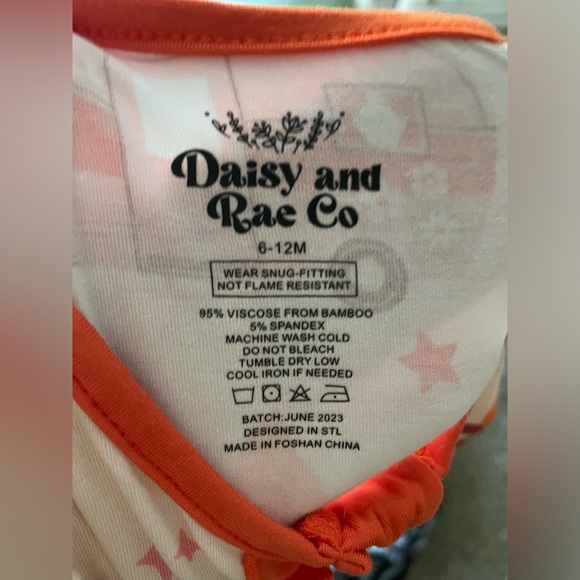 Daisy and
Rae Co
6-12M
WEAR SNUG-FITTING
NOT FLAME RESISTANT
95% VISCOSE FROM BAMBOO
5% SPANDEX
MACHINE WASH COLD
DO NOT BLEACH
TUMBLE DRY LOW
COOL IRON IF NEEDED
BATCH:JUNE 2023
DESIGNED IN STL
MADE IN FOSHAN CHINA